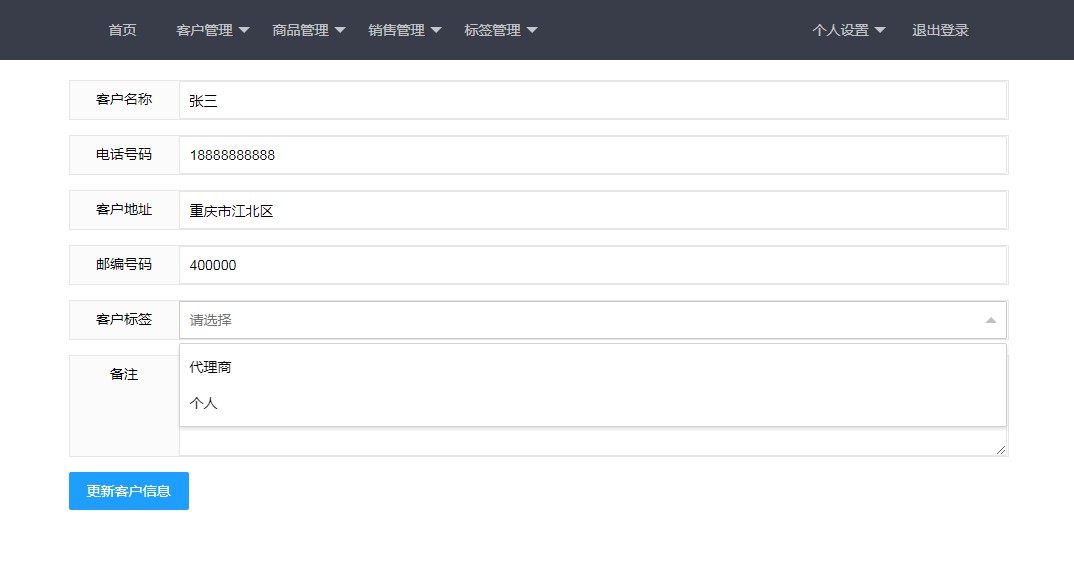 首页 客户管理 商品管理 销售管理 标签管理 个人设置 退出登录
客户名称 张三
电话号码 18888888888
客户地址 重庆市江北区
邮编号码 400000
客户标签 请选择
备注 代理商
个人
更新客户信息